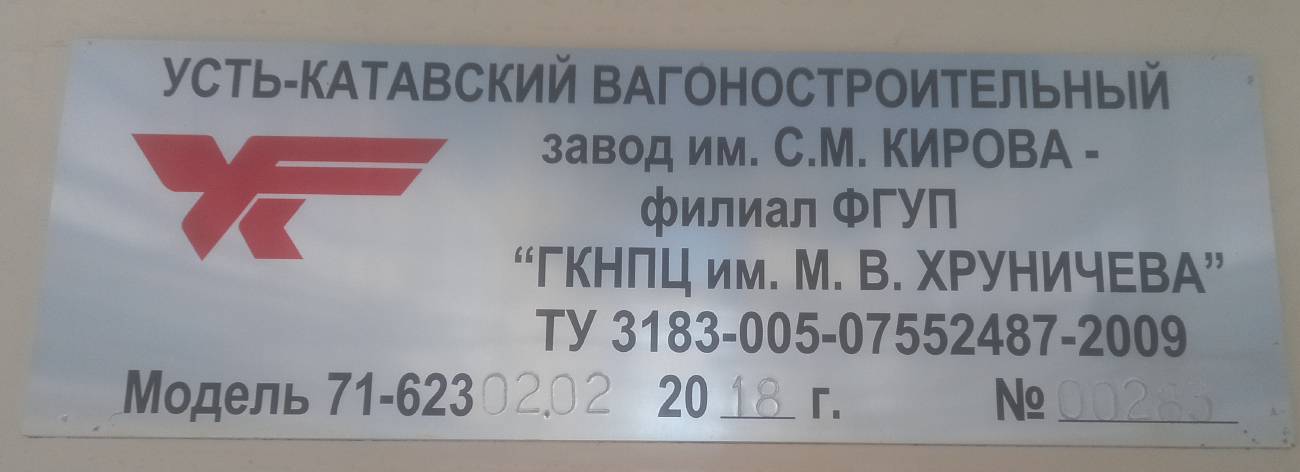 УСТЬ-КАТАВСКИЙ ВАГОНОСТРОИТЕЛЬНЫЙ
завод им. С.М. КИРОВА -
филиал ФГУП
“ГКНПЦ им. М. В. ХРУНИЧЕВА”
ТУ 3183-005-07552487-2009
Модель 71-623 02.02 20 18 г. № 00285